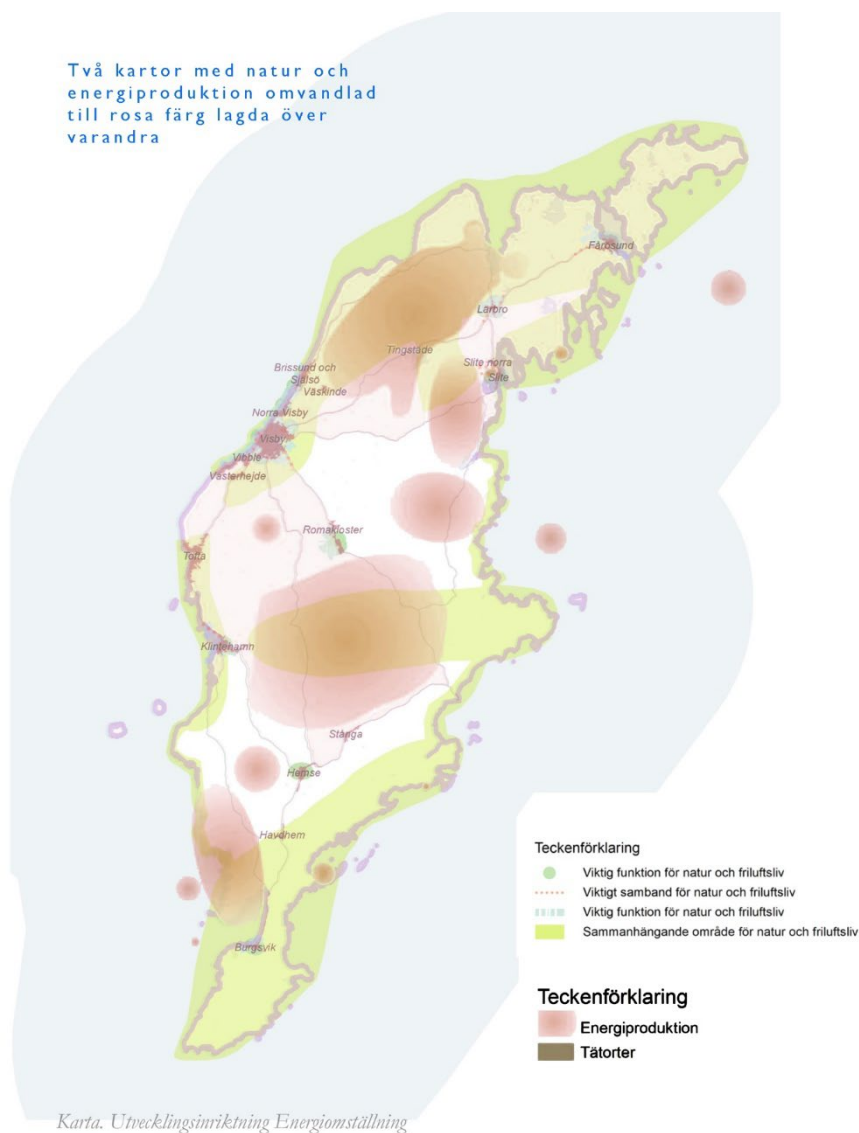 Två kartor med natur och
energiproduktion omvandlad
till rosa färg lagda över
varandra
Fårösund
Lärbro
Tingstäde
Slite norra
Slite
Brissund och
Själsö
Väskinde
Norra Visby
Visby
Vibble
Västerhejde
Romakloster
Tofta
Klintehamn
Stånga
Hemse
Havdhem
Burgsvik
Teckenförklaring
Viktig funktion för natur och friluftsliv
Viktigt samband för natur och friluftsliv
Viktig funktion för natur och friluftsliv
Sammanhängande område för natur och friluftsliv
Teckenförklaring
Energiproduktion
Tätorter
Karta. Utvecklingsinriktning Energiomställning